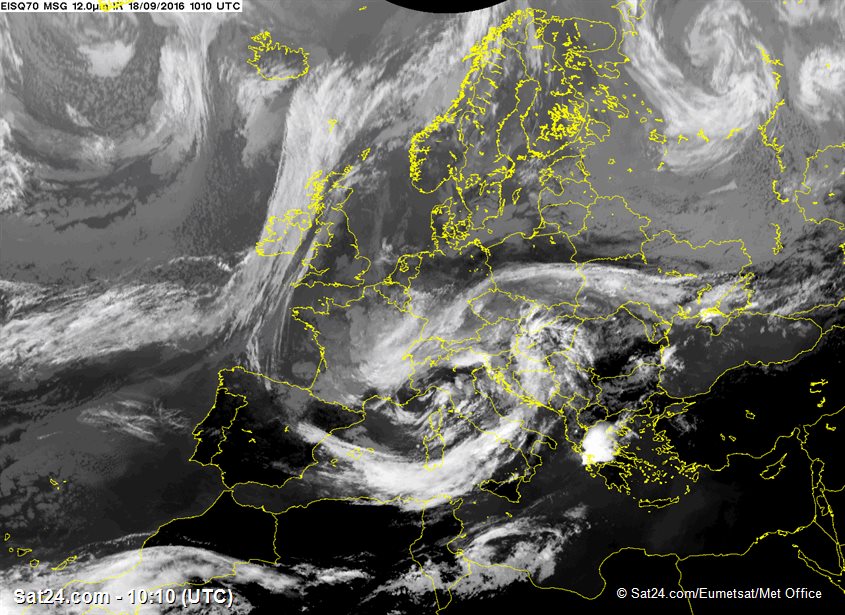 EISQ70 MSG 12.0µm IR 18/09/2016 1010 UTC
Sat24.com - 10:10 (UTC)
© Sat24.com/Eumetsat/Met Office